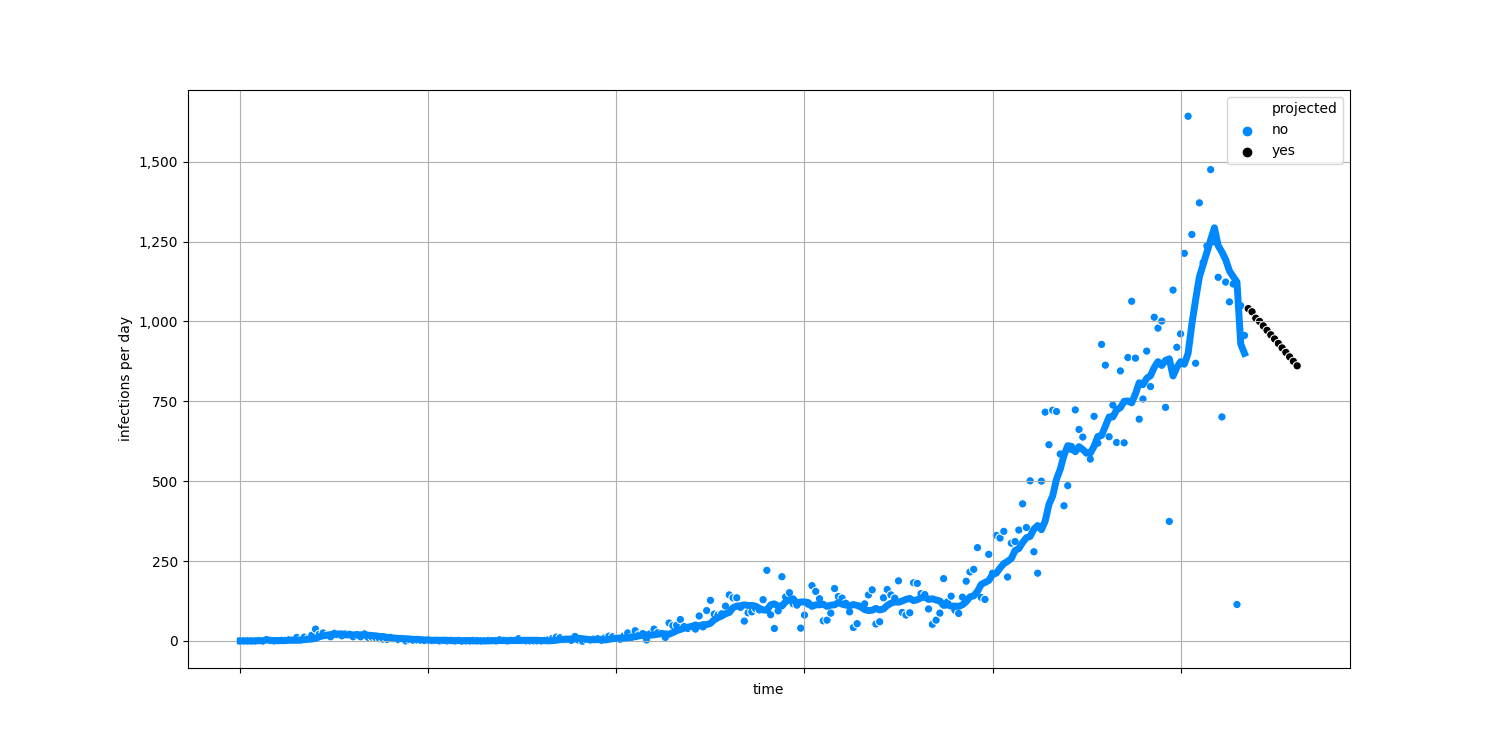 projected
no
yes
1,500
1,250
1,000
750
500
250
0
infections per day
time